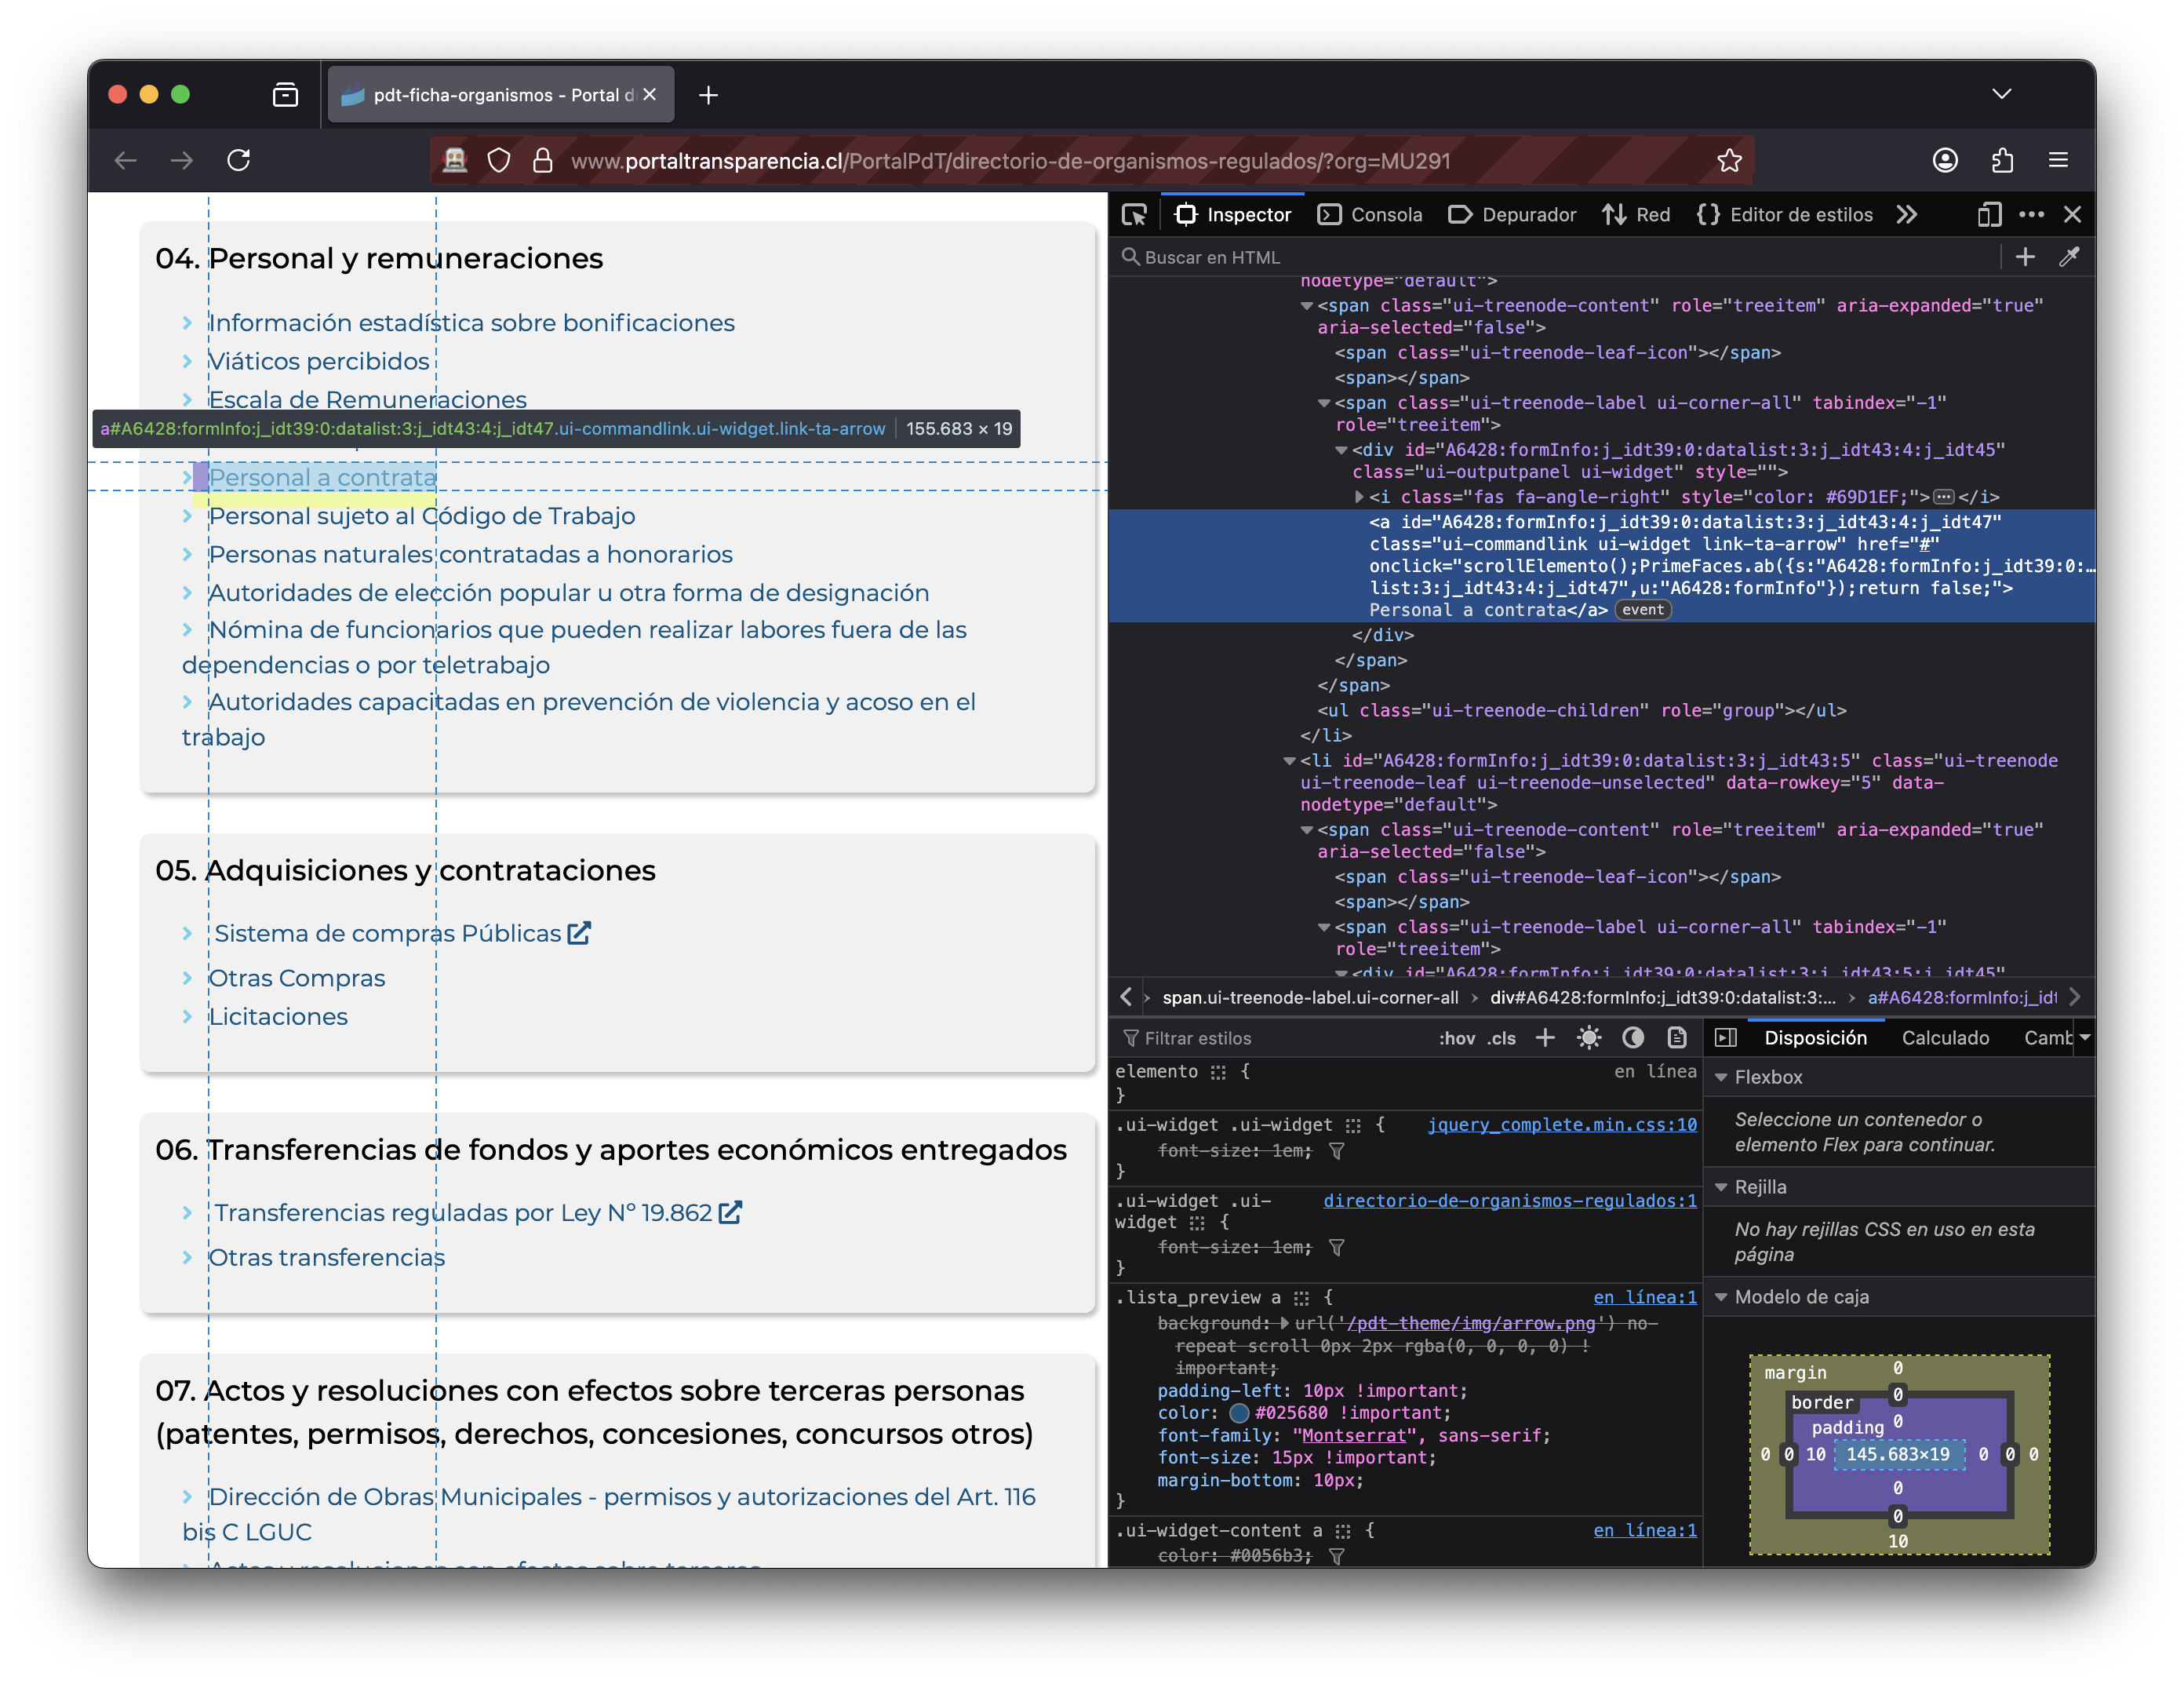 pdt-ficha-organismos - Portal d
www.portaltransparencia.cl/PortalPdT/directorio-de-organismos-regulados/?org=MU291
04. Personal y remuneraciones
Información estadística sobre bonificaciones
Viáticos percibidos
Escala de Remuneraciones
a#A6428:formInfo:j_idt39:0:datalist:3:j_idt43:4:j_idt47.ui-commandlink.ui-widget.link-ta-arrow 155.683 × 19
Personal a contrata
Personal sujeto al Código de Trabajo
Personas naturales contratadas a honorarios
Autoridades de elección popular u otra forma de designación
Nómina de funcionarios que pueden realizar labores fuera de las
dependencias o por teletrabajo
Autoridades capacitadas en prevención de violencia y acoso en el
trabajo
05. Adquisiciones y contrataciones
Sistema de compras Públicas
Otras Compras
Licitaciones
06. Transferencias de fondos y aportes económicos entregados
Transferencias reguladas por Ley Nº 19.862
Otras transferencias
07. Actos y resoluciones con efectos sobre terceras personas
(patentes, permisos, derechos, concesiones, concursos otros)
Dirección de Obras Municipales - permisos y autorizaciones del Art. 116
bis C LGUC
Actos y resoluciones con efectos sobre terceros
Inspector Consola Depurador Red Editor de estilos
Buscar en HTML
nodetype="default">
<span class="ui-treenode-content" role="treeitem" aria-expanded="true"
aria-selected="false">
<span class="ui-treenode-leaf-icon"></span>
<span></span>
<span class="ui-treenode-label ui-corner-all" tabindex="-1"
role="treeitem">
<div id="A6428:formInfo:j_idt39:0:datalist:3:j_idt43:4:j_idt45"
class="ui-outputpanel ui-widget" style="">
<i class="fas fa-angle-right" style="color: #69D1EF;">⋯</i>
<a id="A6428:formInfo:j_idt39:0:datalist:3:j_idt43:4:j_idt47"
class="ui-commandlink ui-widget link-ta-arrow" href="#"
onclick="scrollElemento();PrimeFaces.ab({s:"A6428:formInfo:j_idt39:0:…
list:3:j_idt43:4:j_idt47",u:"A6428:formInfo"});return false;">
Personal a contrata</a> event
</div>
</span>
</span>
<ul class="ui-treenode-children" role="group"></ul>
</li>
<li id="A6428:formInfo:j_idt39:0:datalist:3:j_idt43:5" class="ui-treenode
ui-treenode-leaf ui-treenode-unselected" data-rowkey="5" data-
nodetype="default">
<span class="ui-treenode-content" role="treeitem" aria-expanded="true"
aria-selected="false">
<span class="ui-treenode-leaf-icon"></span>
<span></span>
<span class="ui-treenode-label ui-corner-all" tabindex="-1"
role="treeitem">
<div id="A6428:formInfo:j_idt39:0:datalist:3:j_idt43:5:j_idt45"
span.ui-treenode-label.ui-corner-all › div#A6428:formInfo:j_idt39:0:datalist:3:… › a#A6428:formInfo:j_idt
Filtrar estilos :hov .cls
elemento { en línea
}
.ui-widget .ui-widget { jquery_complete.min.css:10
font-size: 1em;
}
.ui-widget .ui- directorio-de-organismos-regulados:1
widget {
font-size: 1em;
}
.lista_preview a { en línea:1
background: url('/pdt-theme/img/arrow.png') no-
repeat scroll 0px 2px rgba(0, 0, 0, 0) !
important;
padding-left: 10px !important;
color: #025680 !important;
font-family: "Montserrat", sans-serif;
font-size: 15px !important;
margin-bottom: 10px;
}
.ui-widget-content a { en línea:1
color: #0056b3;
Disposición Calculado Camb
Flexbox
Seleccione un contenedor o
elemento Flex para continuar.
Rejilla
No hay rejillas CSS en uso en esta
página
Modelo de caja
margin 0
border 0
padding 0
0 0 10 145.683×19 0 0 0
0
0
10